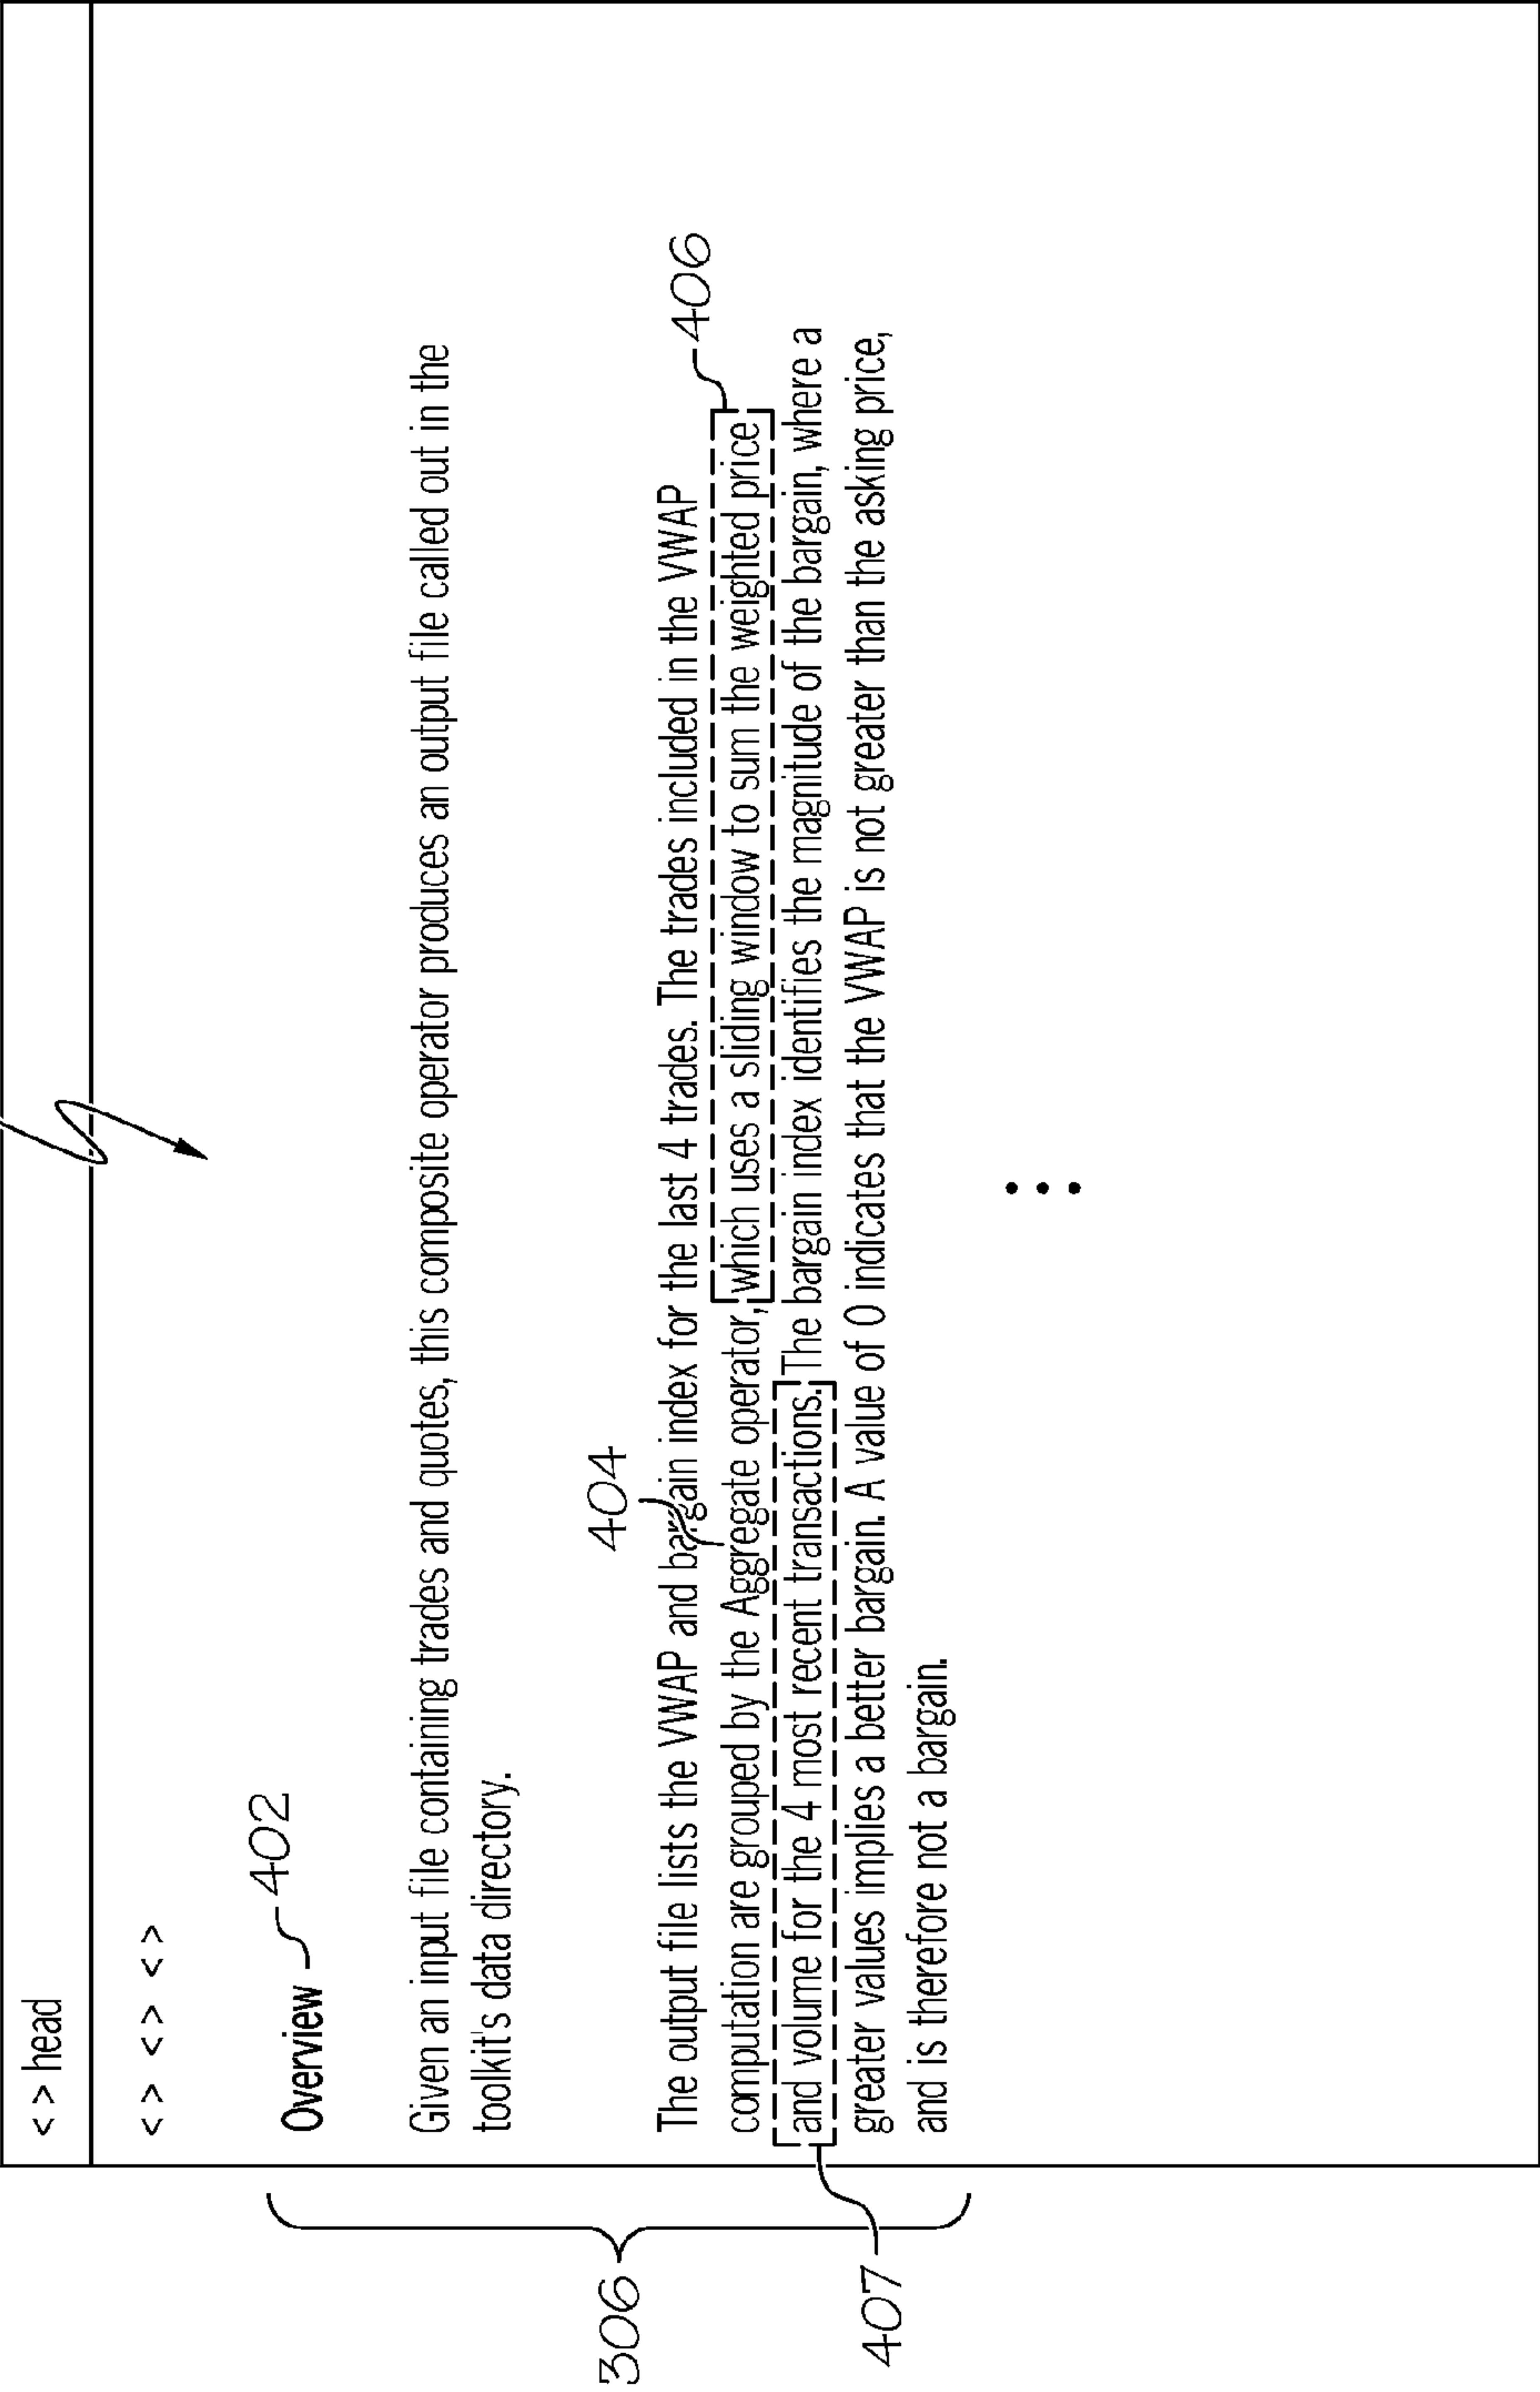 < > head
< > < > < >
Overview 402
Given an input file containing trades and quotes, this composite operator produces an output file called out in the
toolkit's data directory.
404
406
The output file lists the VWAP and bargain index for the last 4 trades. The trades included in the VWAP
computation are grouped by the Aggregate operator, which uses a sliding window to sum the weighted price
and volume for the 4 most recent transactions. The bargain index identifies the magnitude of the bargain, where a
greater values implies a better bargain. A value of 0 indicates that the VWAP is not greater than the asking price,
and is therefore not a bargain.
306
407